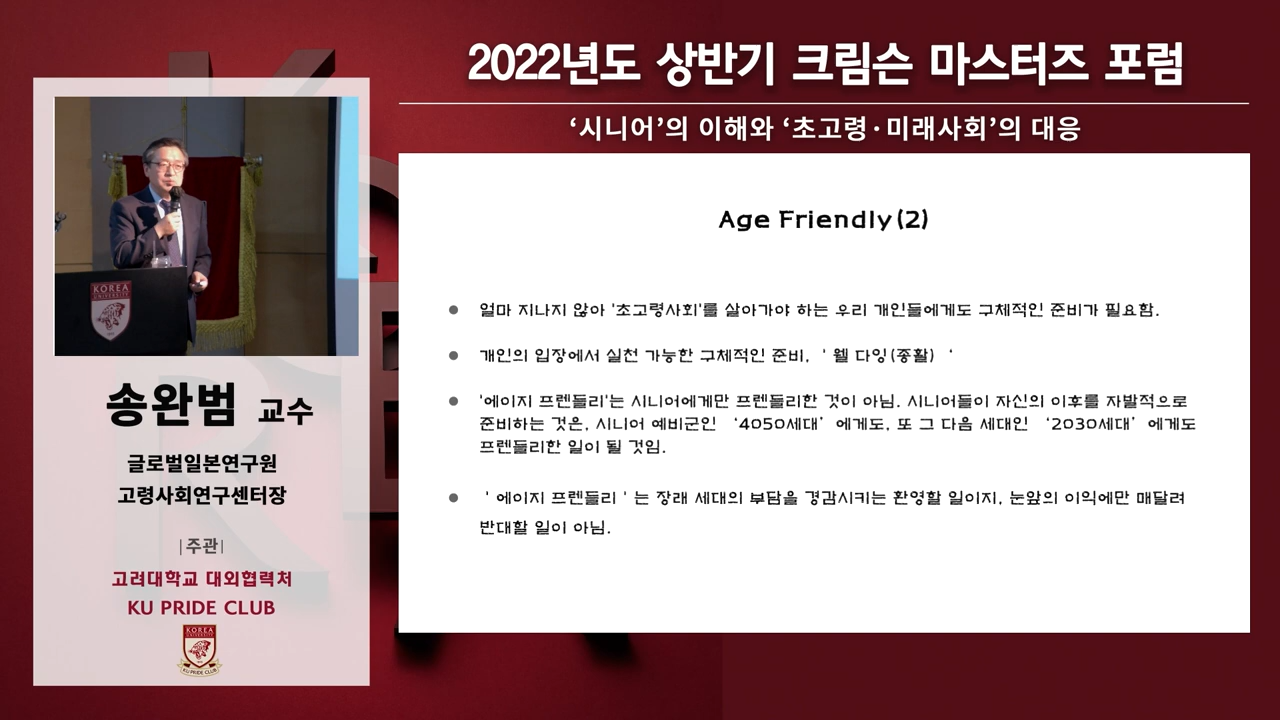 2022년도 상반기 크림슨 마스터즈 포럼
‘시니어’의 이해와 ‘초고령·미래사회’의 대응
KOREA
UNIVERSITY
송완범 교수
글로벌일본연구원
고령사회연구센터장
|주관|
고려대학교 대외협력처
KU PRIDE CLUB
KOREA
UNIVERSITY
KU PRIDE CLUB
Age Friendly(2)
● 얼마 지나지 않아 '초고령사회'를 살아가야 하는 우리 개인들에게도 구체적인 준비가 필요함.
● 개인의 입장에서 실천 가능한 구체적인 준비, ' 웰 다잉(종활) ‘
● '에이지 프렌들리'는 시니어에게만 프렌들리한 것이 아님. 시니어들이 자신의 이후를 자발적으로
준비하는 것은, 시니어 예비군인 ‘4050세대’ 에게도, 또 그 다음 세대인 ‘2030세대’ 에게도
프렌들리한 일이 될 것임.
● ' 에이지 프렌들리 ' 는 장래 세대의 부담을 경감시키는 환영할 일이지, 눈앞의 이익에만 매달려
반대할 일이 아님.